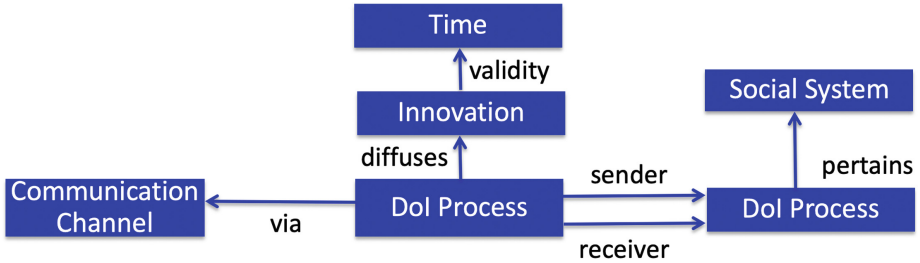 Time
validity
Social System
Innovation
diffuses
pertains
sender
Communication
Channel
DoI Process
DoI Process
via
receiver